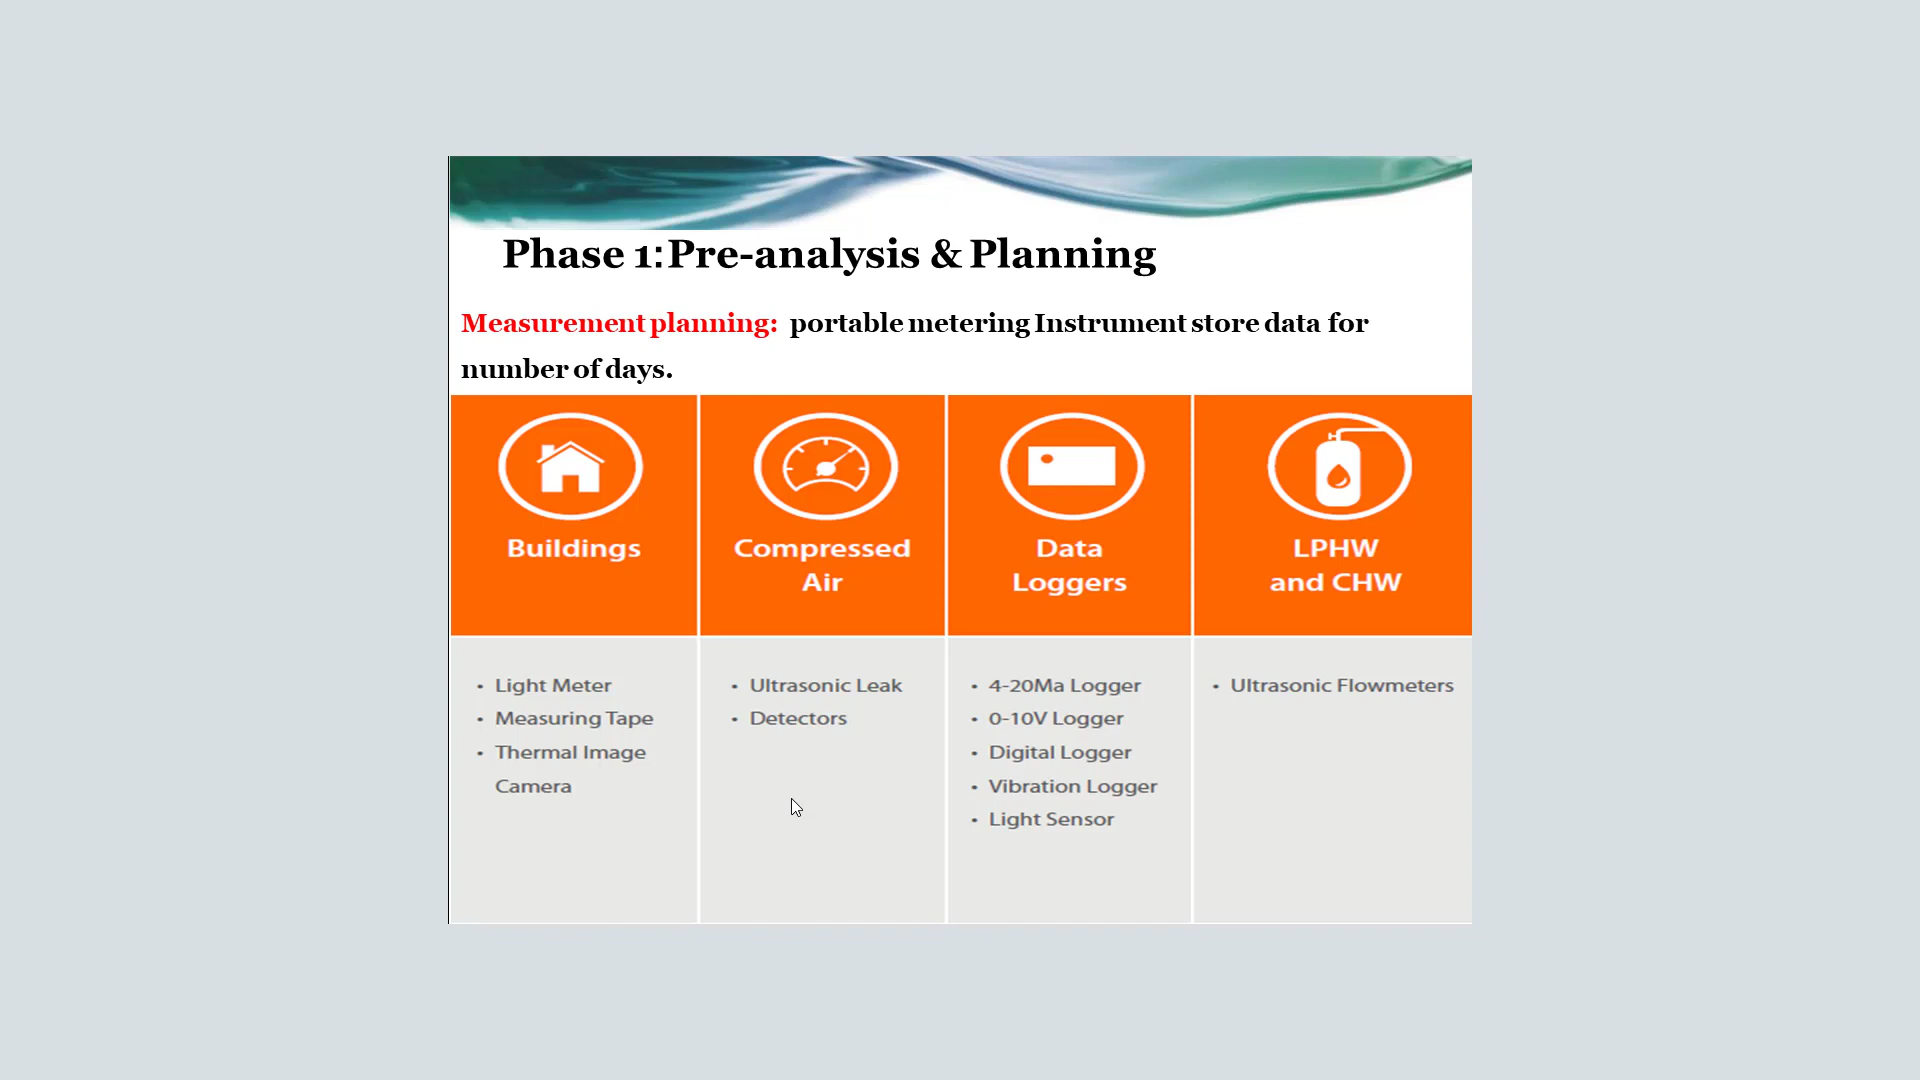 Phase 1:Pre-analysis & Planning
Measurement planning: portable metering Instrument store data for
number of days.
Buildings
Compressed
Air
Data
Loggers
LPHW
and CHW
• Light Meter
• Measuring Tape
• Thermal Image
Camera
• Ultrasonic Leak
• Detectors
• 4-20Ma Logger
• 0-10V Logger
• Digital Logger
• Vibration Logger
• Light Sensor
• Ultrasonic Flowmeters